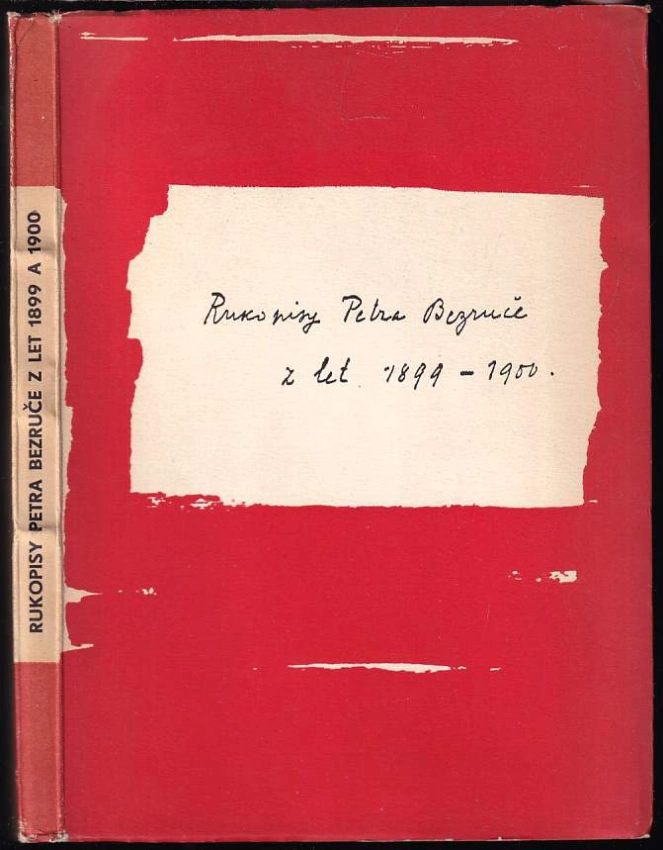 RUKOPISY PETRA BEZRUČE Z LET 1899 A 1900
Rukopisy Petra Bezruče
z let 1899 - 1900.